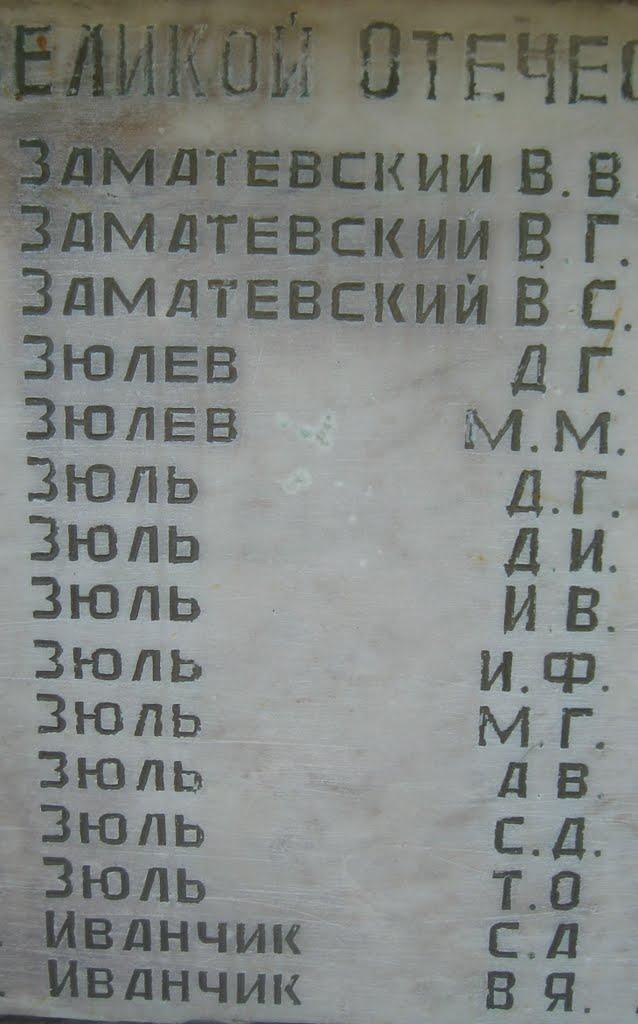 ЕЛИКОЙ ОТЕЧЕС
ЗАМАТЕВСКИИ В. В
ЗАМАТЕВСКИИ В Г.
ЗАМАТЕВСКИЙ В С.
ЗЮЛЕВ Д Г.
ЗЮЛЕВ М. М.
ЗЮЛЬ Д. Г.
ЗЮЛЬ Д И.
ЗЮЛЬ И В.
ЗЮЛЬ И. Ф.
ЗЮЛЬ М. Г.
ЗЮЛЬ А В.
ЗЮЛЬ С. Д.
ЗЮЛЬ Т. О
ИВАНЧИК С. А
ИВАНЧИК В Я.